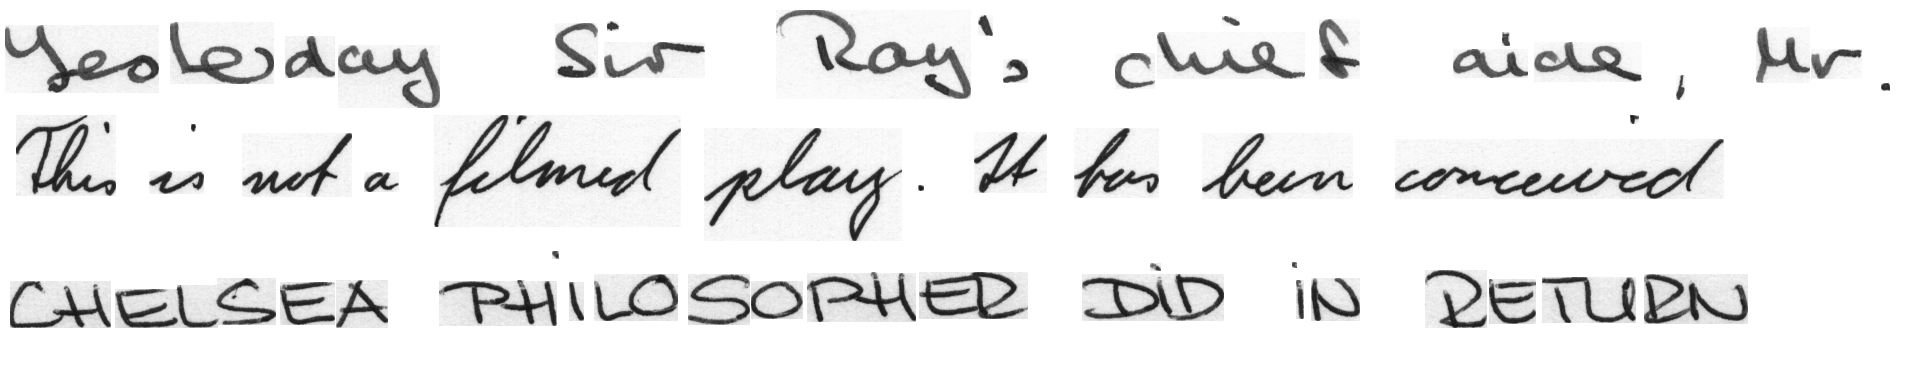 Yesterday Sir Roy's chief aide, Mr.
This is not a filmed play. It has been conceived
CHELSEA PHILOSOPHER DID IN RETURN